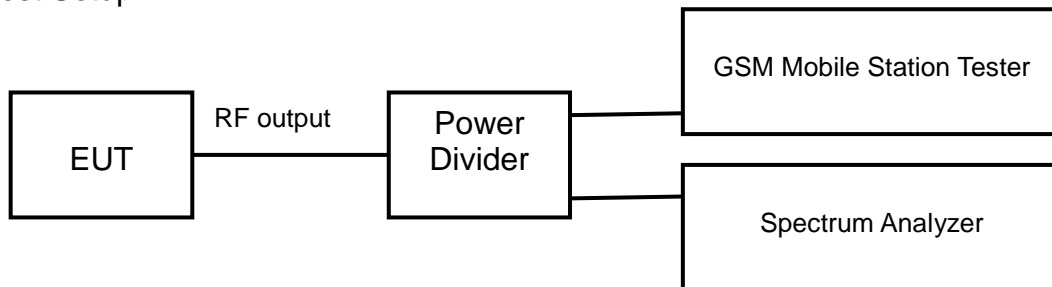 GSM Mobile Station Tester
RF output
EUT
Power
Divider
Spectrum Analyzer